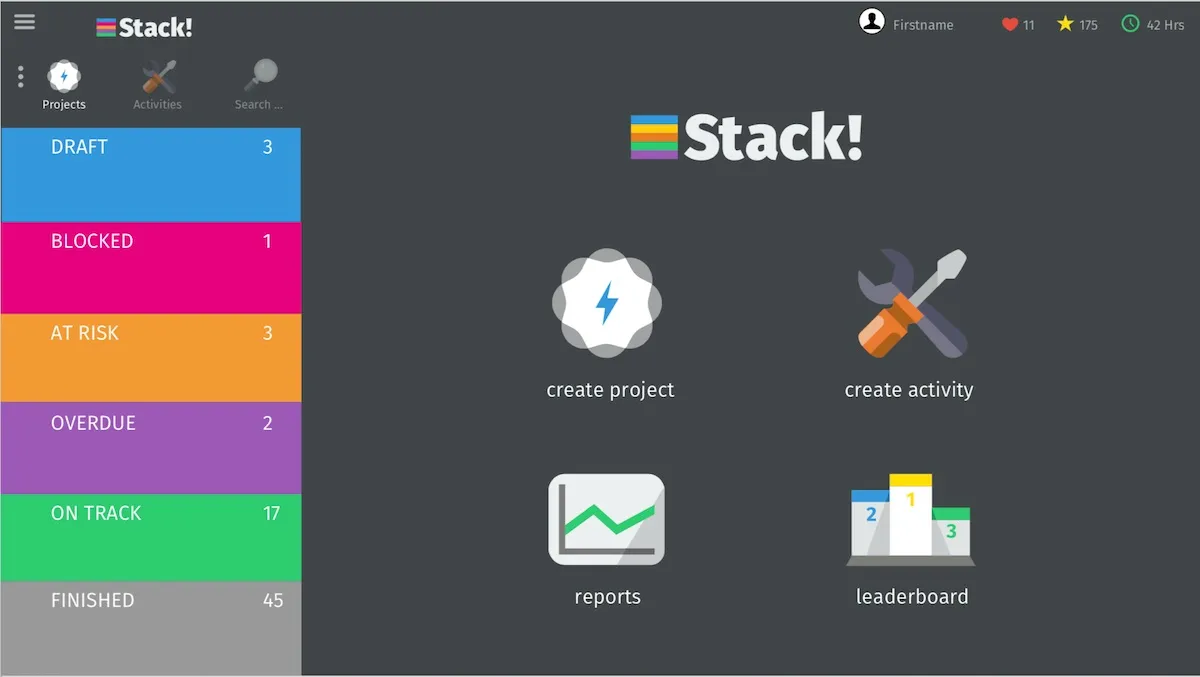 Stack!
Firstname
11
175
42 Hrs
Projects
Activities
Search ...
DRAFT 3
BLOCKED 1
AT RISK 3
OVERDUE 2
ON TRACK 17
FINISHED 45
Stack!
create project
create activity
reports
2
1
3
leaderboard